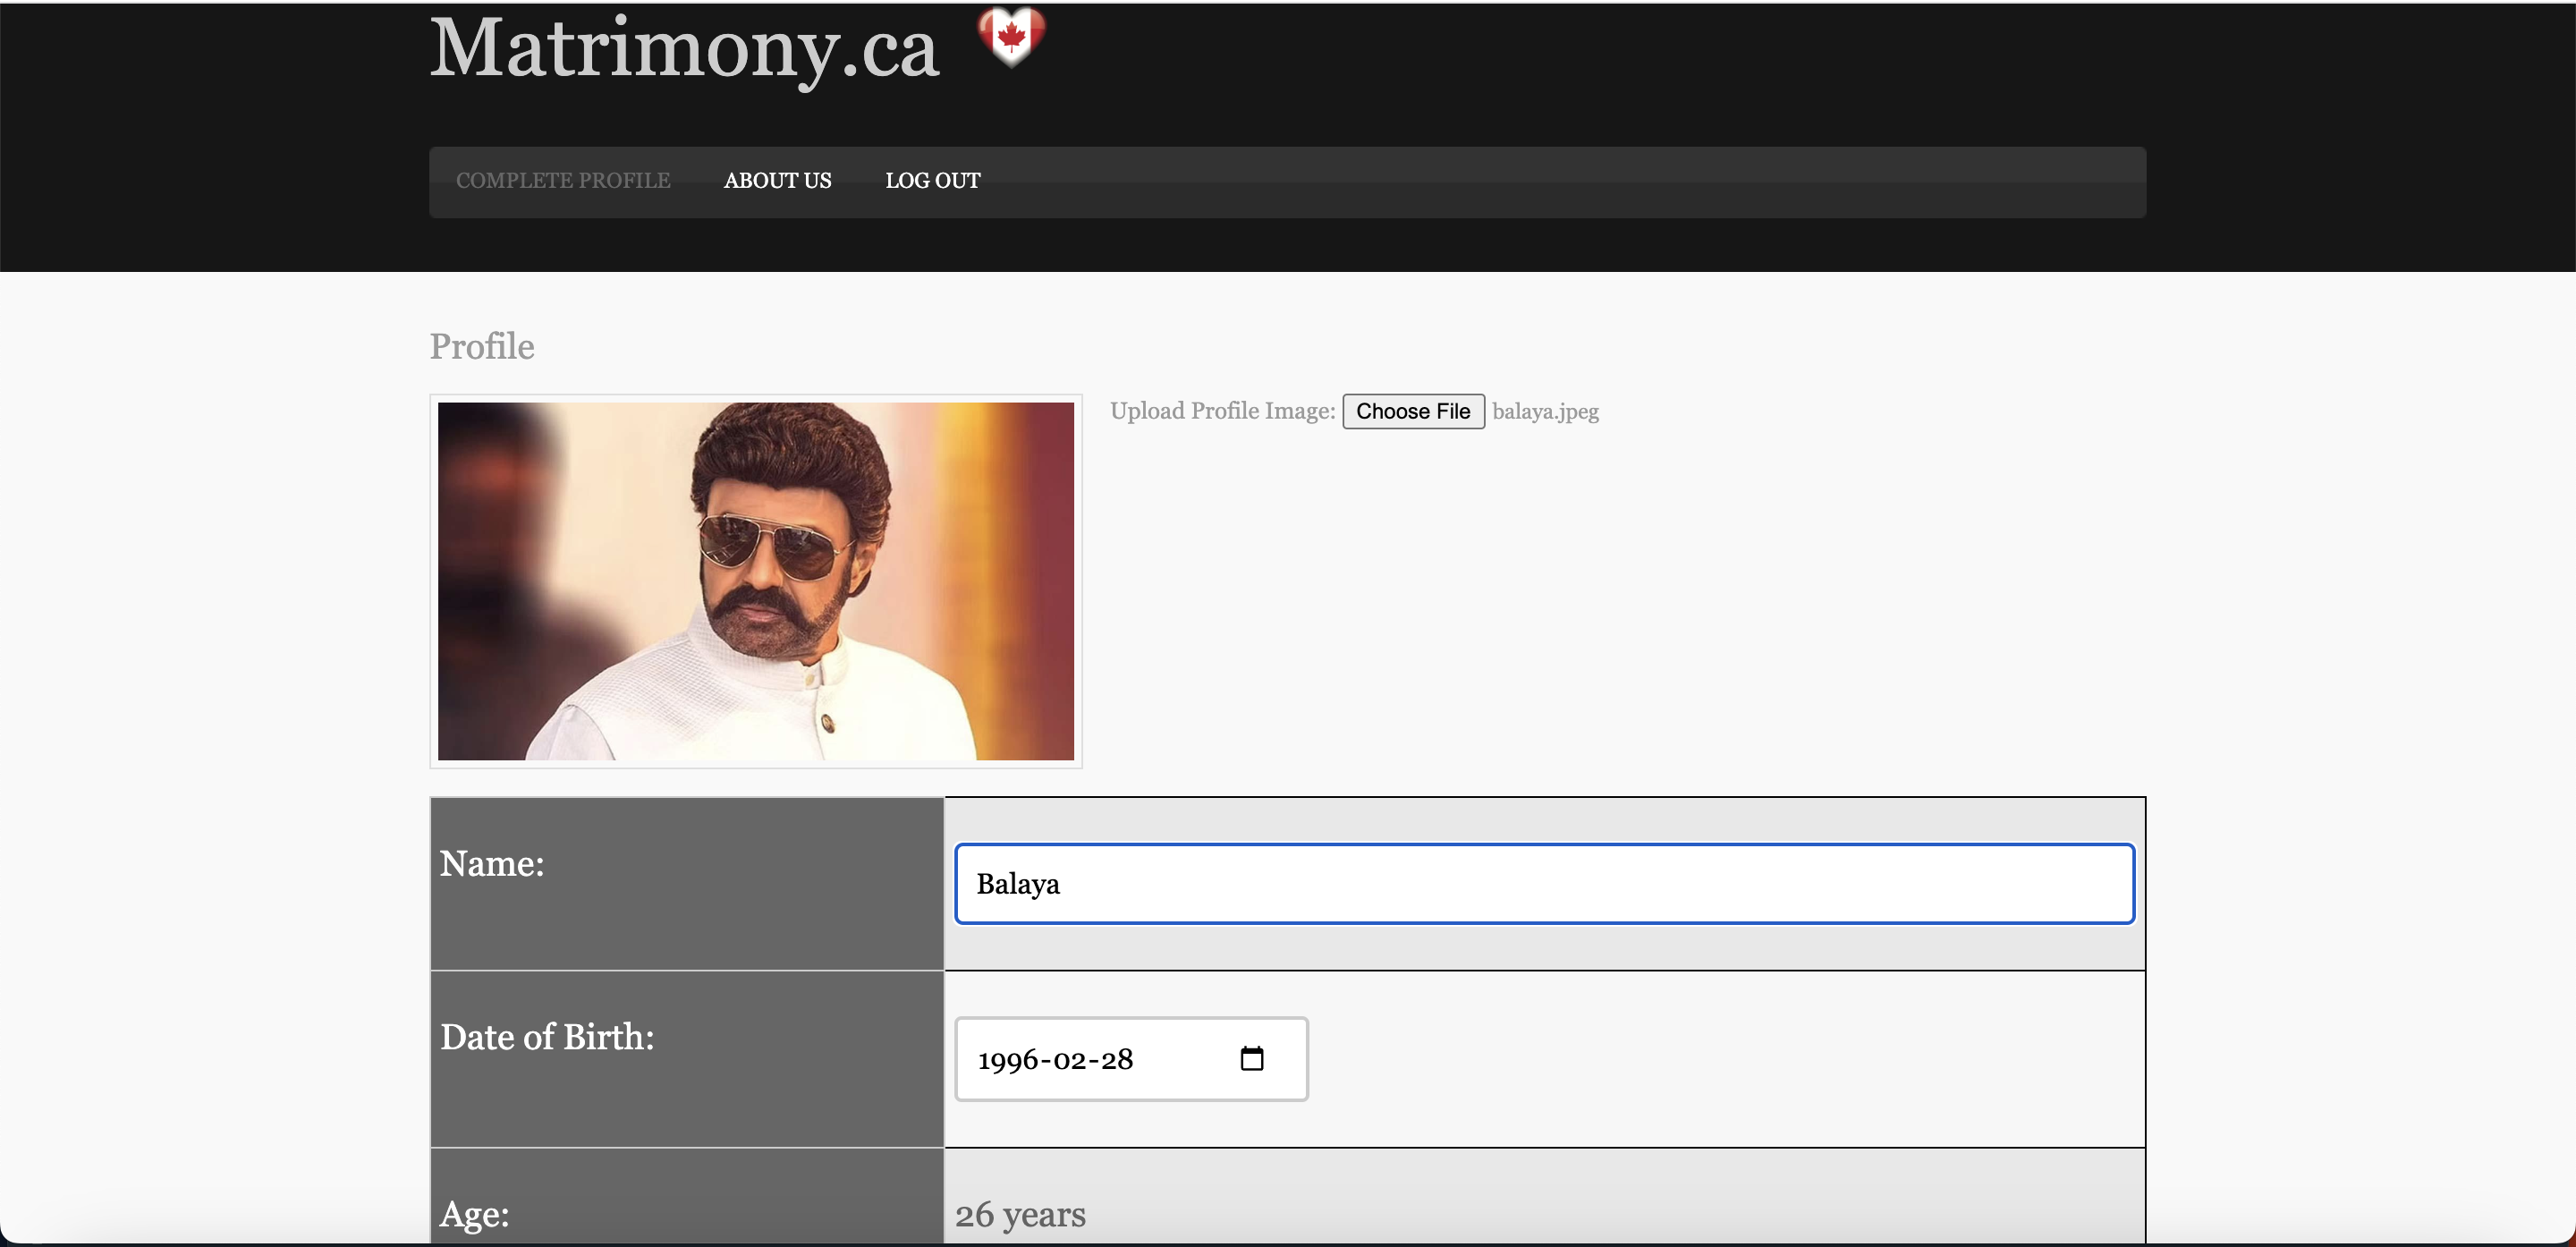 Matrimony.ca
COMPLETE PROFILE ABOUT US LOG OUT
Profile
Upload Profile Image: Choose File balaya.jpeg
Name: Balaya
Date of Birth: 1996-02-28
Age: 26 years